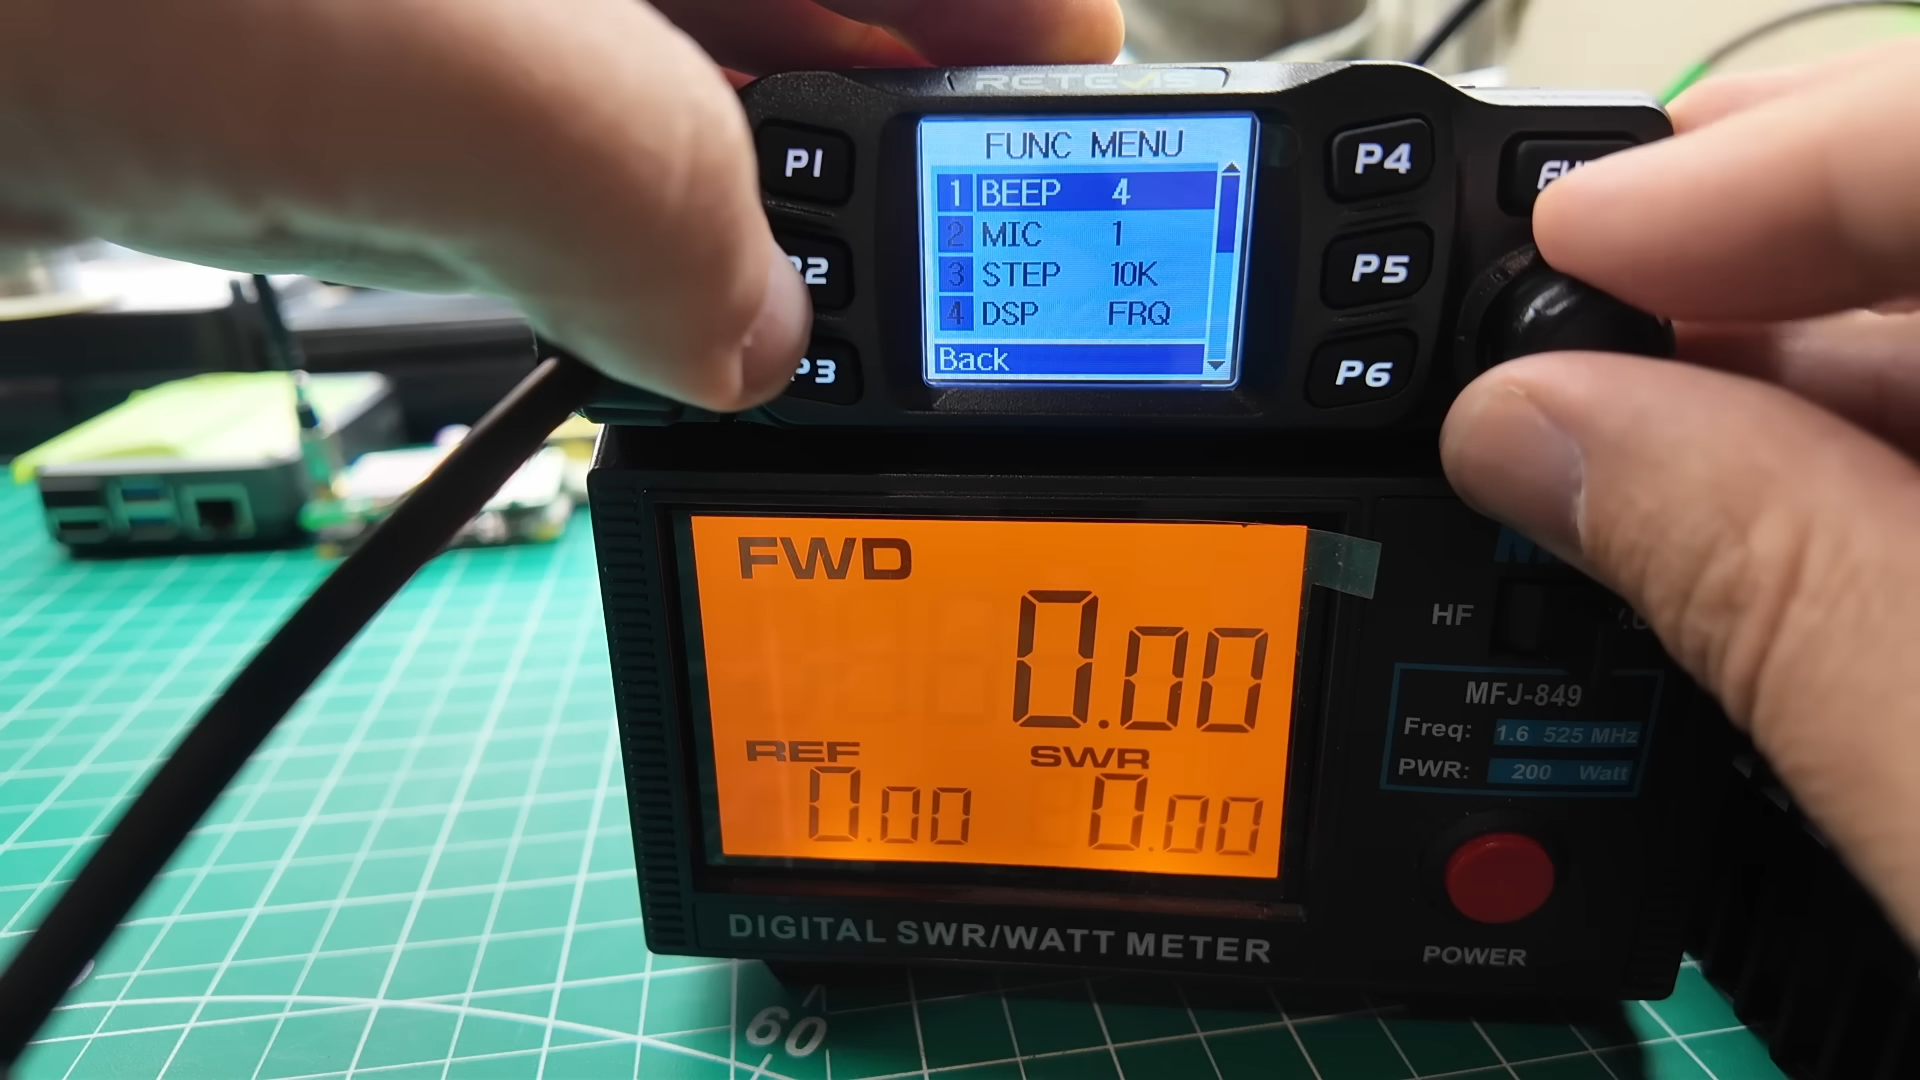 RETEVIS
P1
P2
P3
FUNC MENU
1 BEEP 4
2 MIC 1
3 STEP 10K
4 DSP FRQ
Back
P4
P5
P6
FWD
0.00
REF
0.00
SWR
0.00
DIGITAL SWR/WATT METER
HF
MFJ-849
Freq: 1.6 525 MHz
PWR: 200 Watt
POWER
60